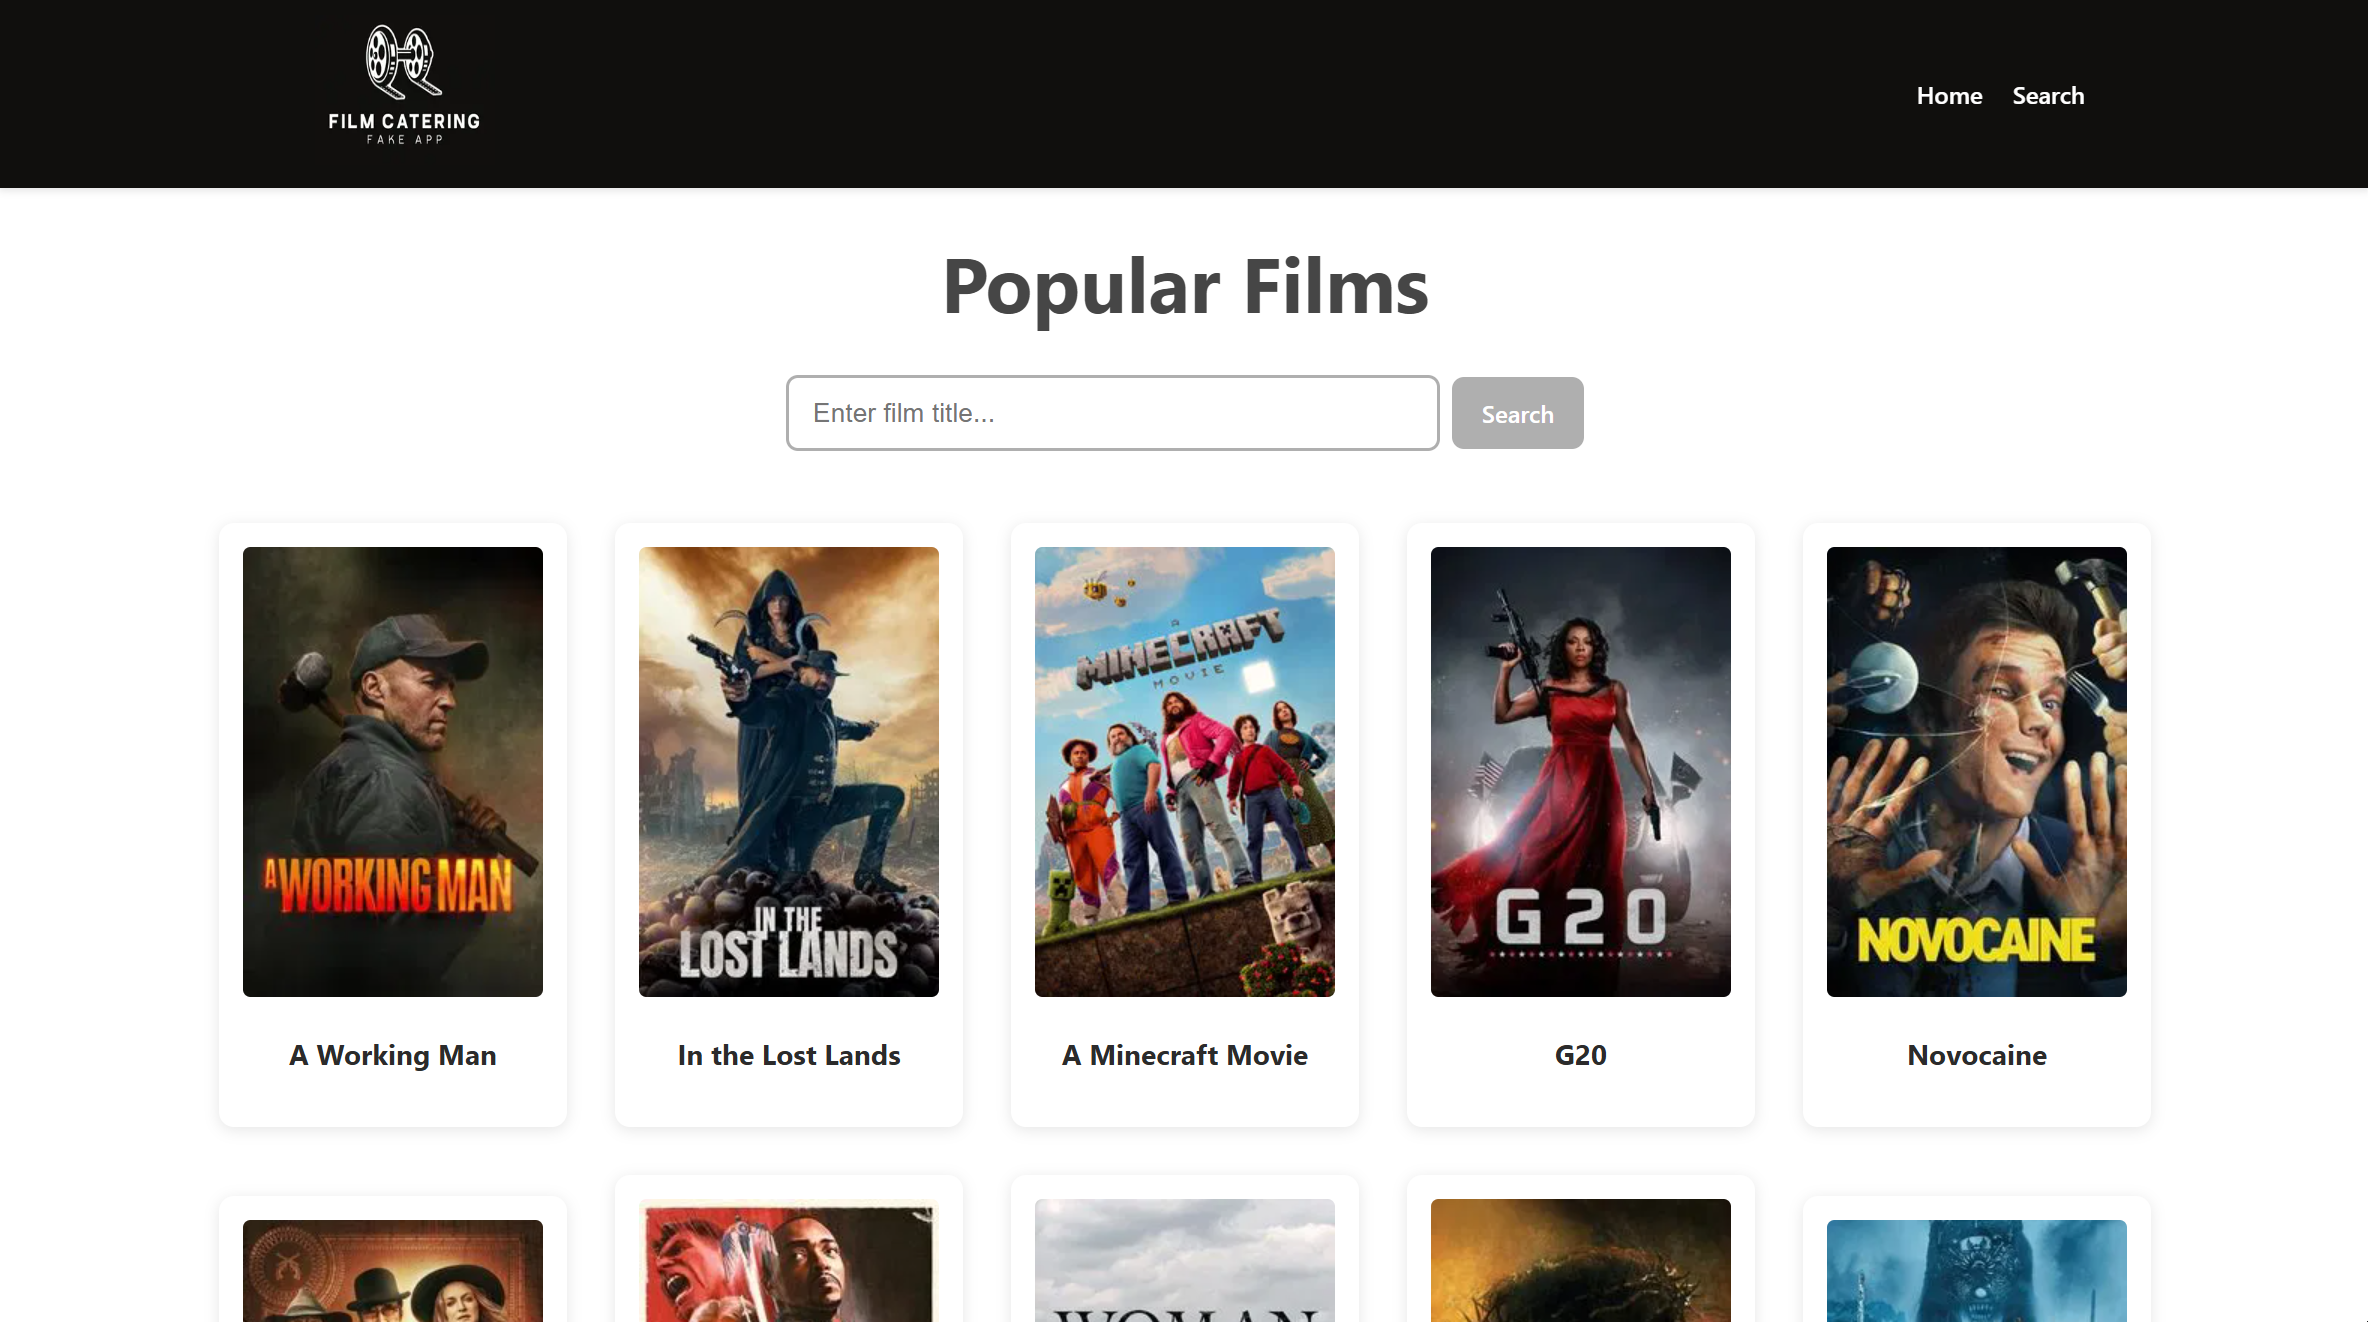 FILM CATERING
FAKE APP
Home Search
Popular Films
Enter film title...
Search
A WORKING MAN
IN THE
LOST LANDS
A
MINECRAFT
MOVIE
G20
NOVOCAINE
A Working Man
In the Lost Lands
A Minecraft Movie
G20
Novocaine
WOMAN